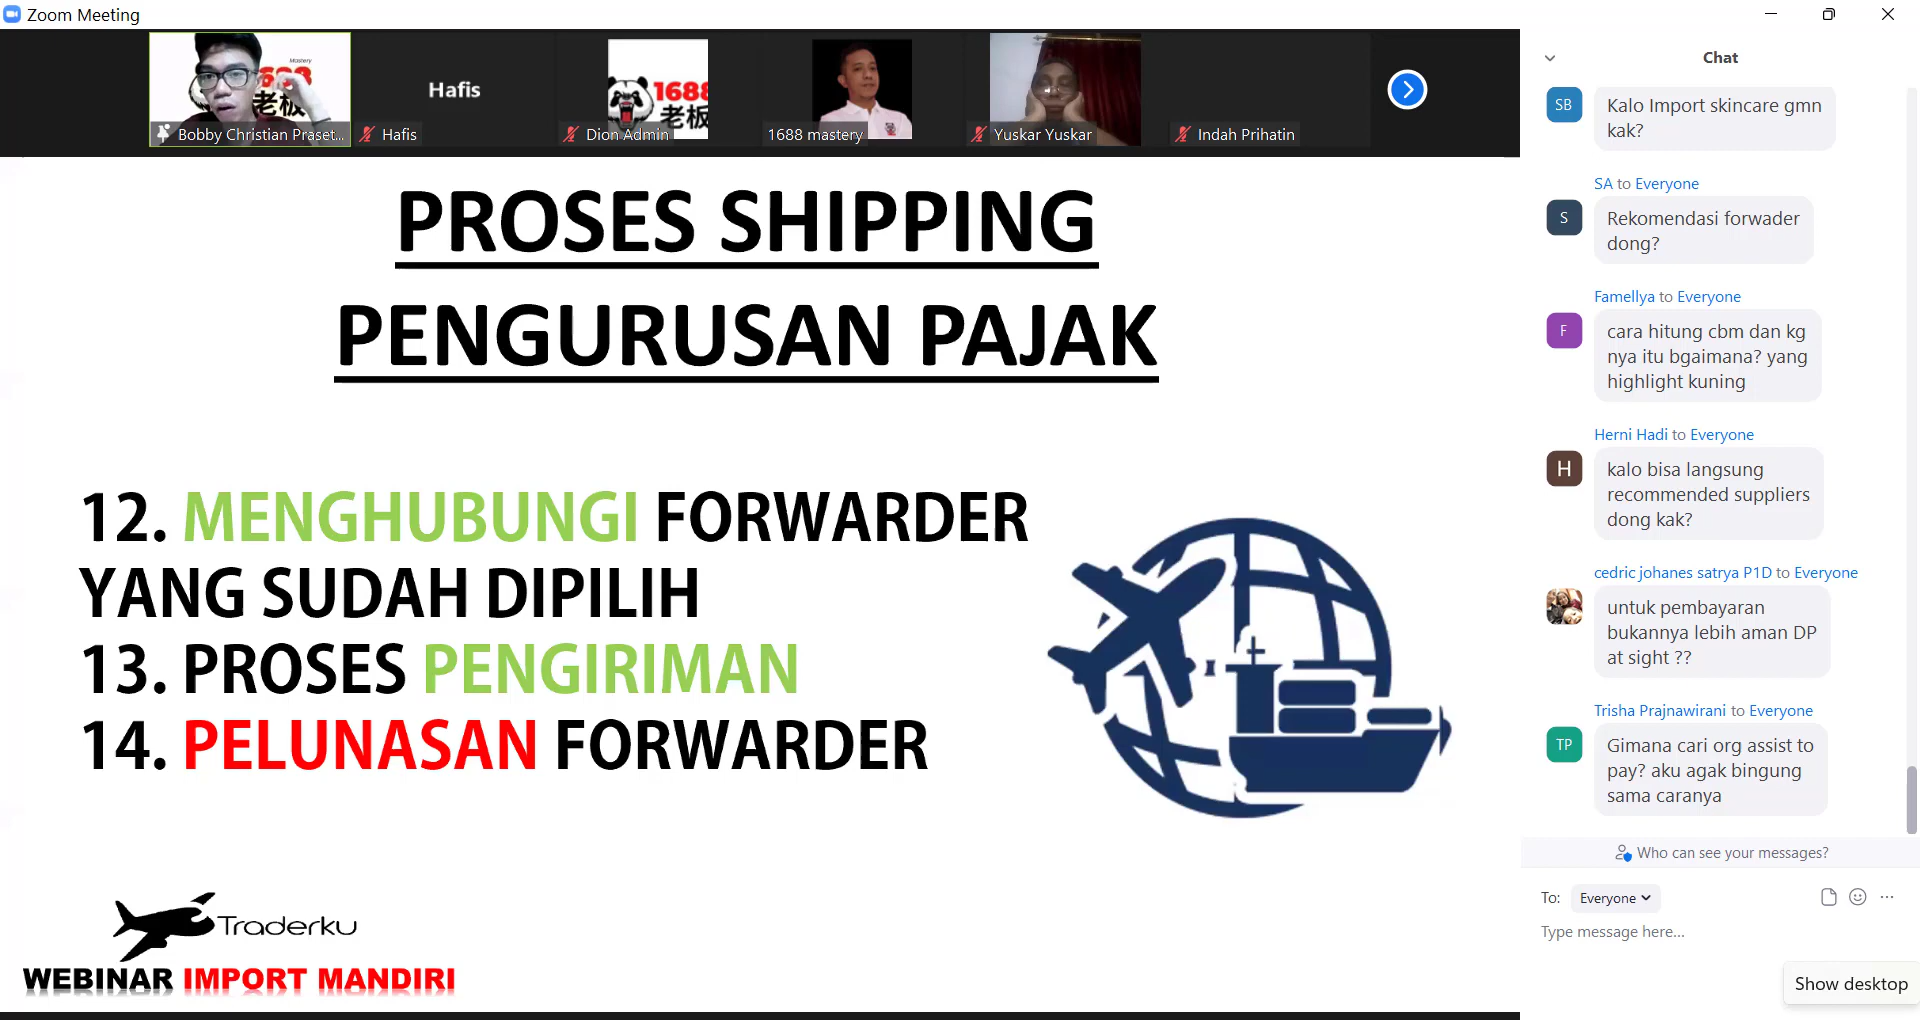 Zoom Meeting
Mastery
老板
Bobby Christian Praset...
Hafis
Hafis
1688
老板
Dion Admin
1688 mastery
Yuskar Yuskar
Indah Prihatin
PROSES SHIPPING
PENGURUSAN PAJAK
12. MENGHUBUNGI FORWARDER
YANG SUDAH DIPILIH
13. PROSES PENGIRIMAN
14. PELUNASAN FORWARDER
Traderku
WEBINAR IMPORT MANDIRI
Chat
SB
Kalo Import skincare gmn
kak?
SA to Everyone
S
Rekomendasi forwader
dong?
Famellya to Everyone
F
cara hitung cbm dan kg
nya itu bgaimana? yang
highlight kuning
Herni Hadi to Everyone
H
kalo bisa langsung
recommended suppliers
dong kak?
cedric johanes satrya P1D to Everyone
untuk pembayaran
bukannya lebih aman DP
at sight ??
Trisha Prajnawirani to Everyone
TP
Gimana cari org assist to
pay? aku agak bingung
sama caranya
Who can see your messages?
To: Everyone
Type message here...
Show desktop